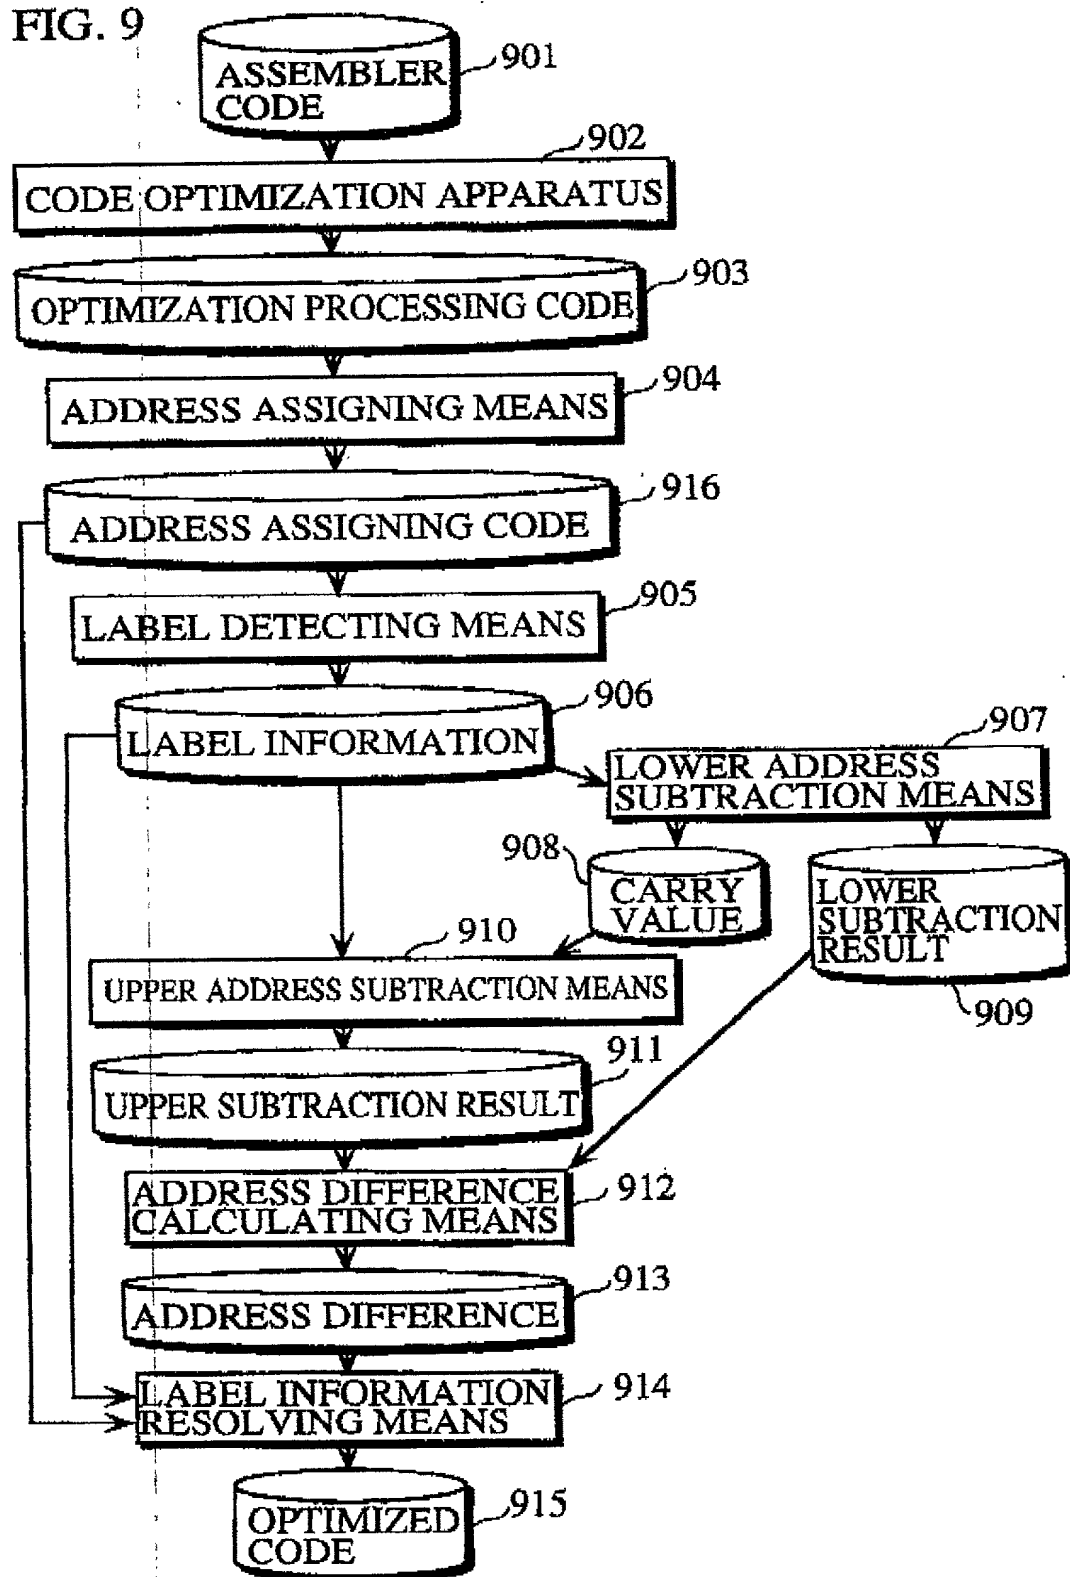 FIG. 9
ASSEMBLER
CODE
901
902
CODE OPTIMIZATION APPARATUS
903
OPTIMIZATION PROCESSING CODE
904
ADDRESS ASSIGNING MEANS
916
ADDRESS ASSIGNING CODE
905
LABEL DETECTING MEANS
906
LABEL INFORMATION
907
LOWER ADDRESS
SUBTRACTION MEANS
908
CARRY
VALUE
LOWER
SUBTRACTION
RESULT
909
910
UPPER ADDRESS SUBTRACTION MEANS
911
UPPER SUBTRACTION RESULT
912
ADDRESS DIFFERENCE
CALCULATING MEANS
913
ADDRESS DIFFERENCE
914
LABEL INFORMATION
RESOLVING MEANS
915
OPTIMIZED
CODE